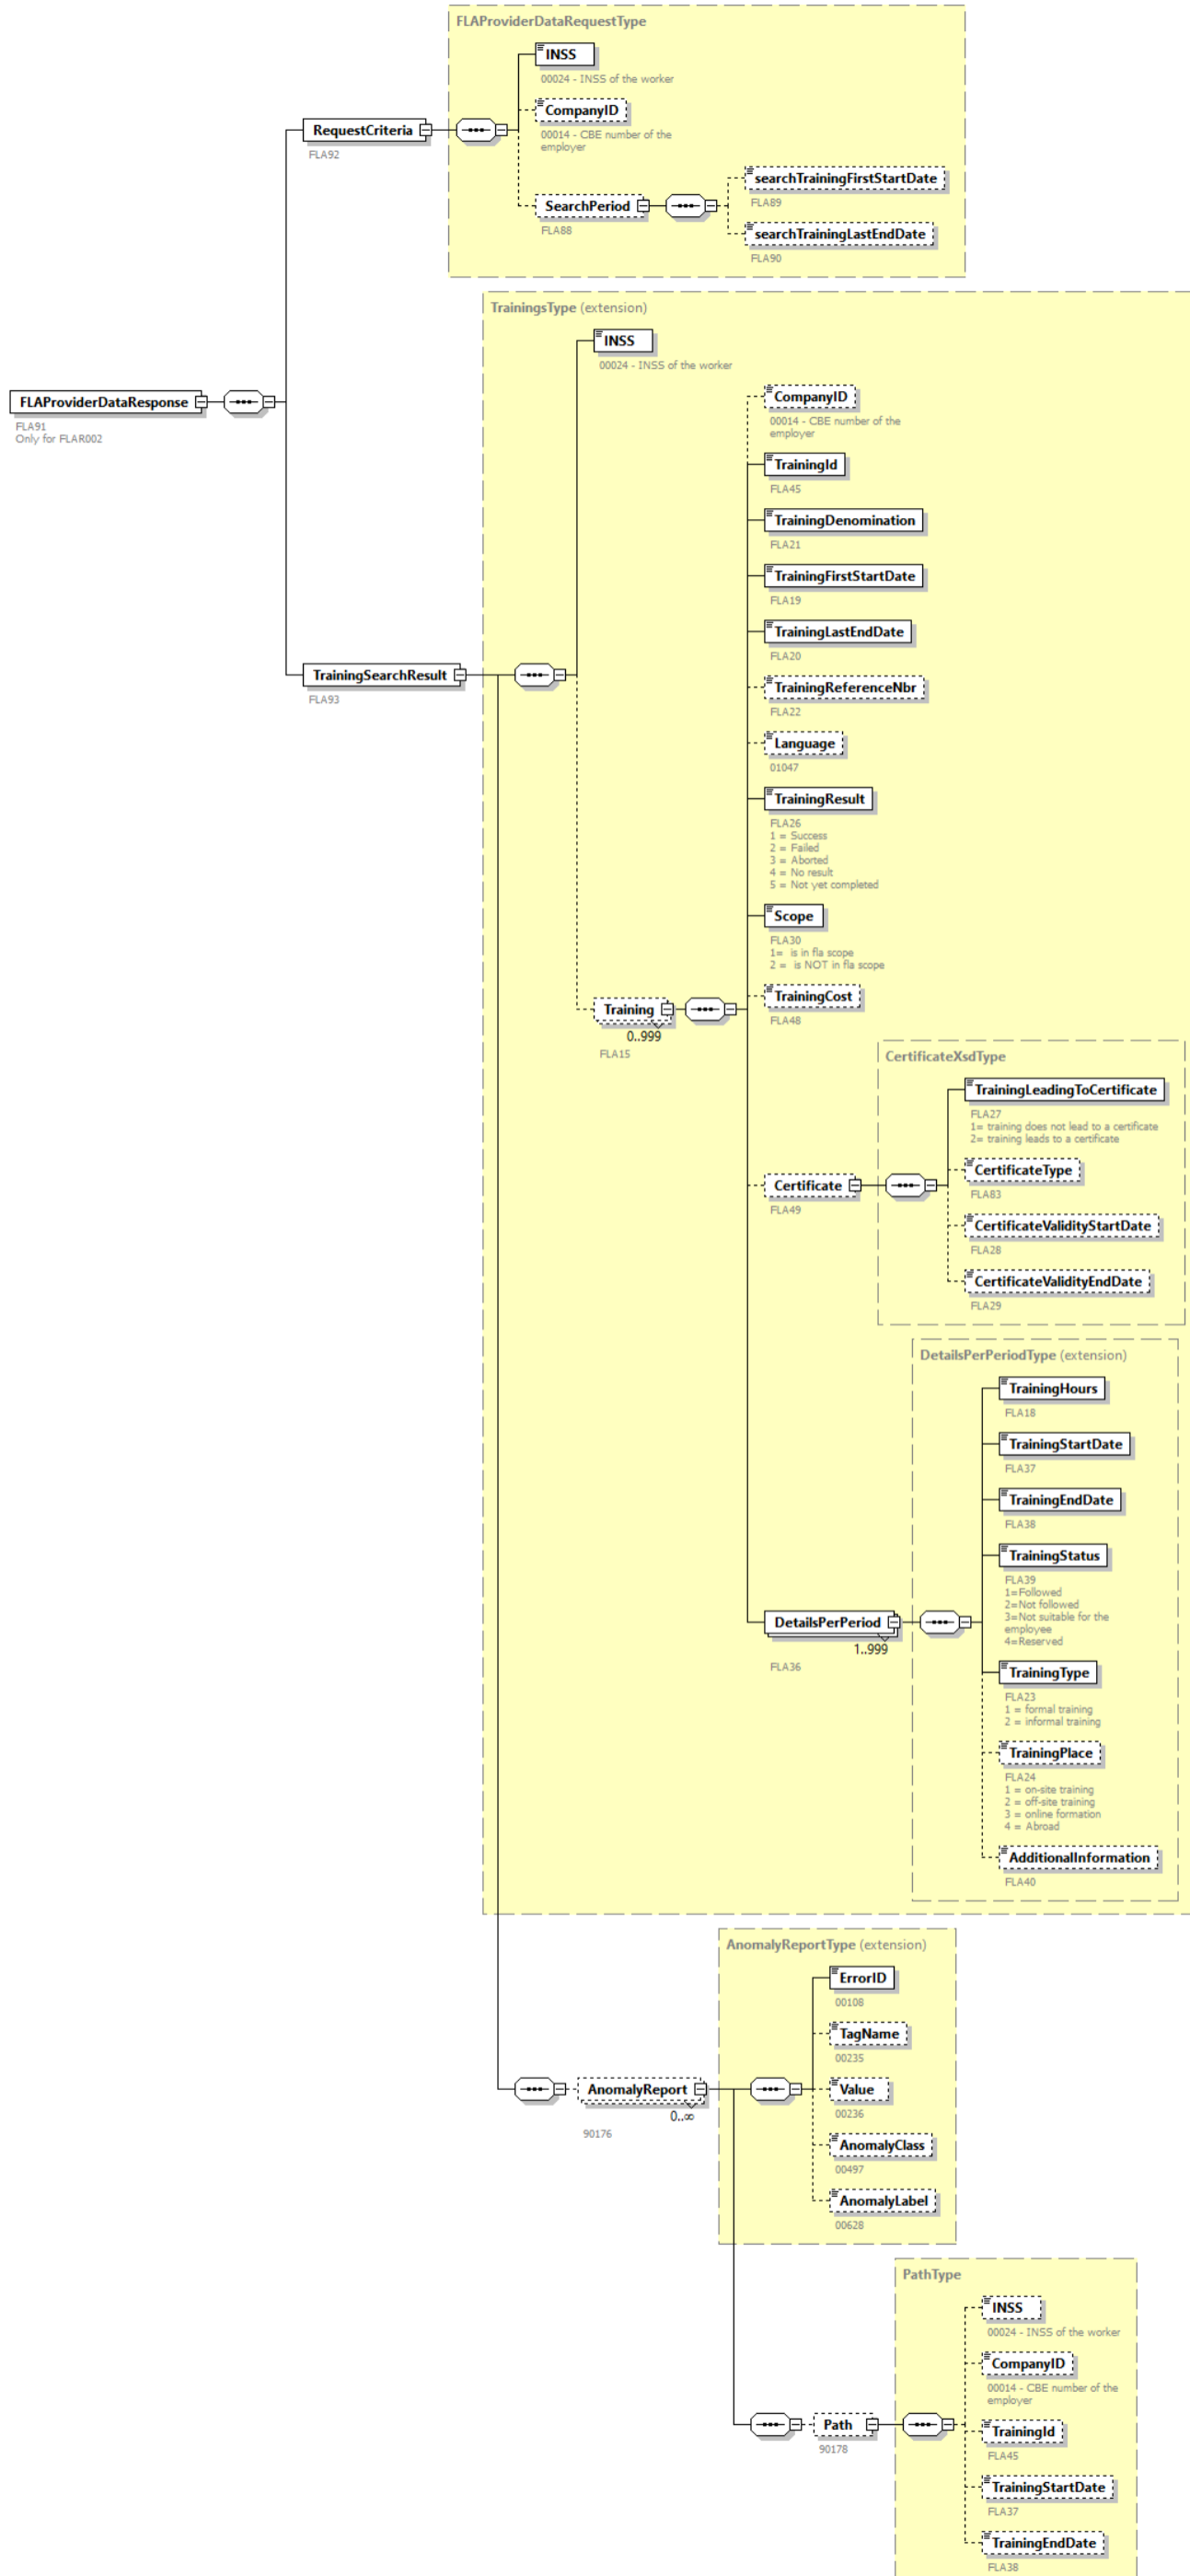 FLAProviderDataRequestType
INSS
00024 - INSS of the worker
CompanyID
00014 - CBE number of the
employer
RequestCriteria
FLA92
SearchPeriod
FLA88
searchTrainingFirstStartDate
FLA89
searchTrainingLastEndDate
FLA90
TrainingsType (extension)
INSS
00024 - INSS of the worker
FLAProviderDataResponse
FLA91
Only for FLAR002
CompanyID
00014 - CBE number of the
employer
TrainingId
FLA45
TrainingDenomination
FLA21
TrainingFirstStartDate
FLA19
TrainingLastEndDate
FLA20
TrainingSearchResult
FLA93
TrainingReferenceNbr
FLA22
Language
01047
TrainingResult
FLA26
1 = Success
2 = Failed
3 = Aborted
4 = No result
5 = Not yet completed
Scope
FLA30
1= is in fla scope
2 = is NOT in fla scope
Training
0..999
FLA15
TrainingCost
FLA48
CertificateXsdType
TrainingLeadingToCertificate
FLA27
1= training does not lead to a certificate
2= training leads to a certificate
CertificateType
FLA83
Certificate
FLA49
CertificateValidityStartDate
FLA28
CertificateValidityEndDate
FLA29
DetailsPerPeriodType (extension)
TrainingHours
FLA18
TrainingStartDate
FLA37
TrainingEndDate
FLA38
TrainingStatus
FLA39
1=Followed
2=Not followed
3=Not suitable for the
employee
4=Reserved
DetailsPerPeriod
1..999
FLA36
TrainingType
FLA23
1 = formal training
2 = informal training
TrainingPlace
FLA24
1 = on-site training
2 = off-site training
3 = online formation
4 = Abroad
AdditionalInformation
FLA40
AnomalyReportType (extension)
ErrorID
00108
TagName
00235
AnomalyReport
0..∞
90176
Value
00236
AnomalyClass
00497
AnomalyLabel
00628
PathType
INSS
00024 - INSS of the worker
CompanyID
00014 - CBE number of the
employer
Path
90178
TrainingId
FLA45
TrainingStartDate
FLA37
TrainingEndDate
FLA38